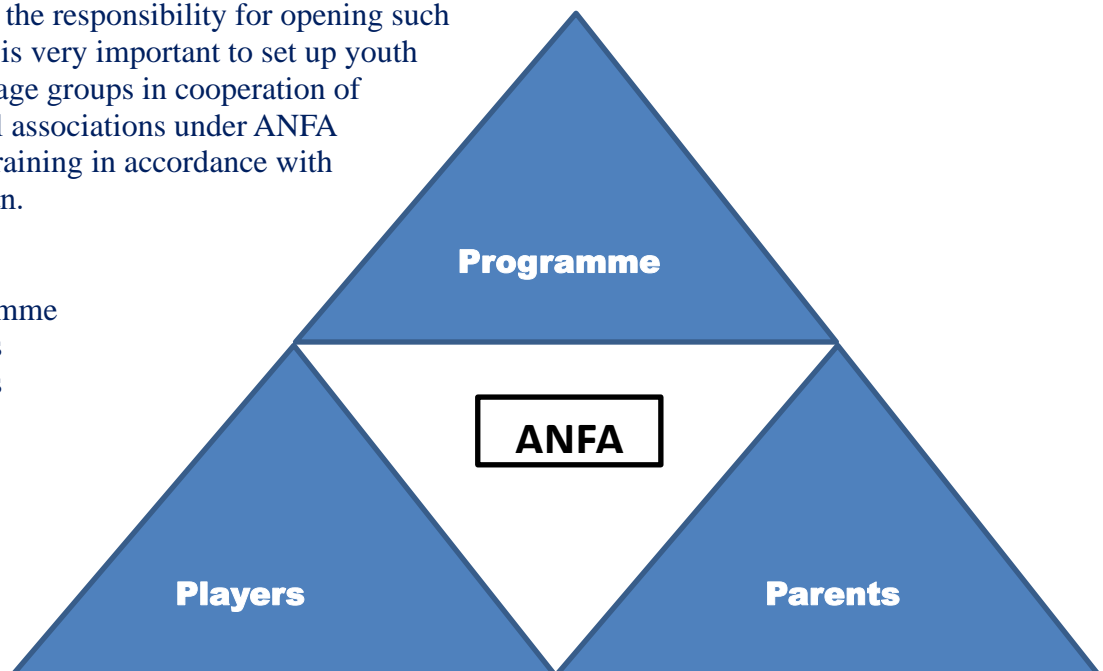 the responsibility for opening such
is very important to set up youth
age groups in cooperation of
associations under ANFA
raining in accordance with
n.
Programme
mme
ANFA
Players
Parents